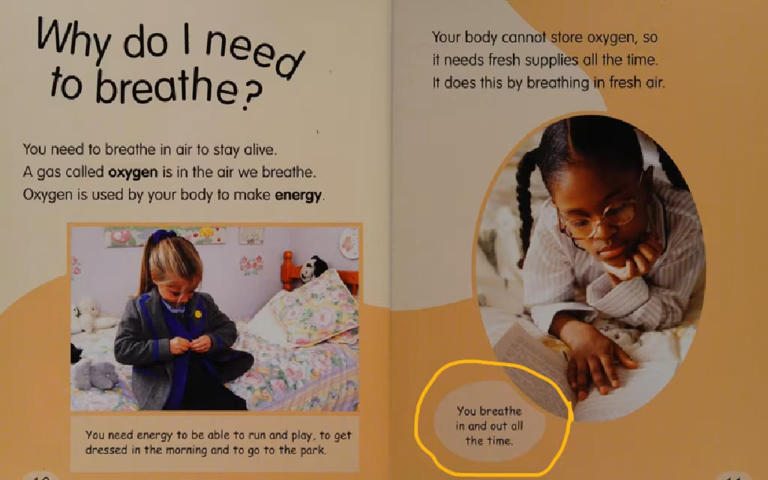 Why do I need
to breathe?
You need to breathe in air to stay alive.
A gas called oxygen is in the air we breathe.
Oxygen is used by your body to make energy.
You need energy to be able to run and play, to get
dressed in the morning and to go to the park.
Your body cannot store oxygen, so
it needs fresh supplies all the time.
It does this by breathing in fresh air.
You breathe
in and out all
the time.